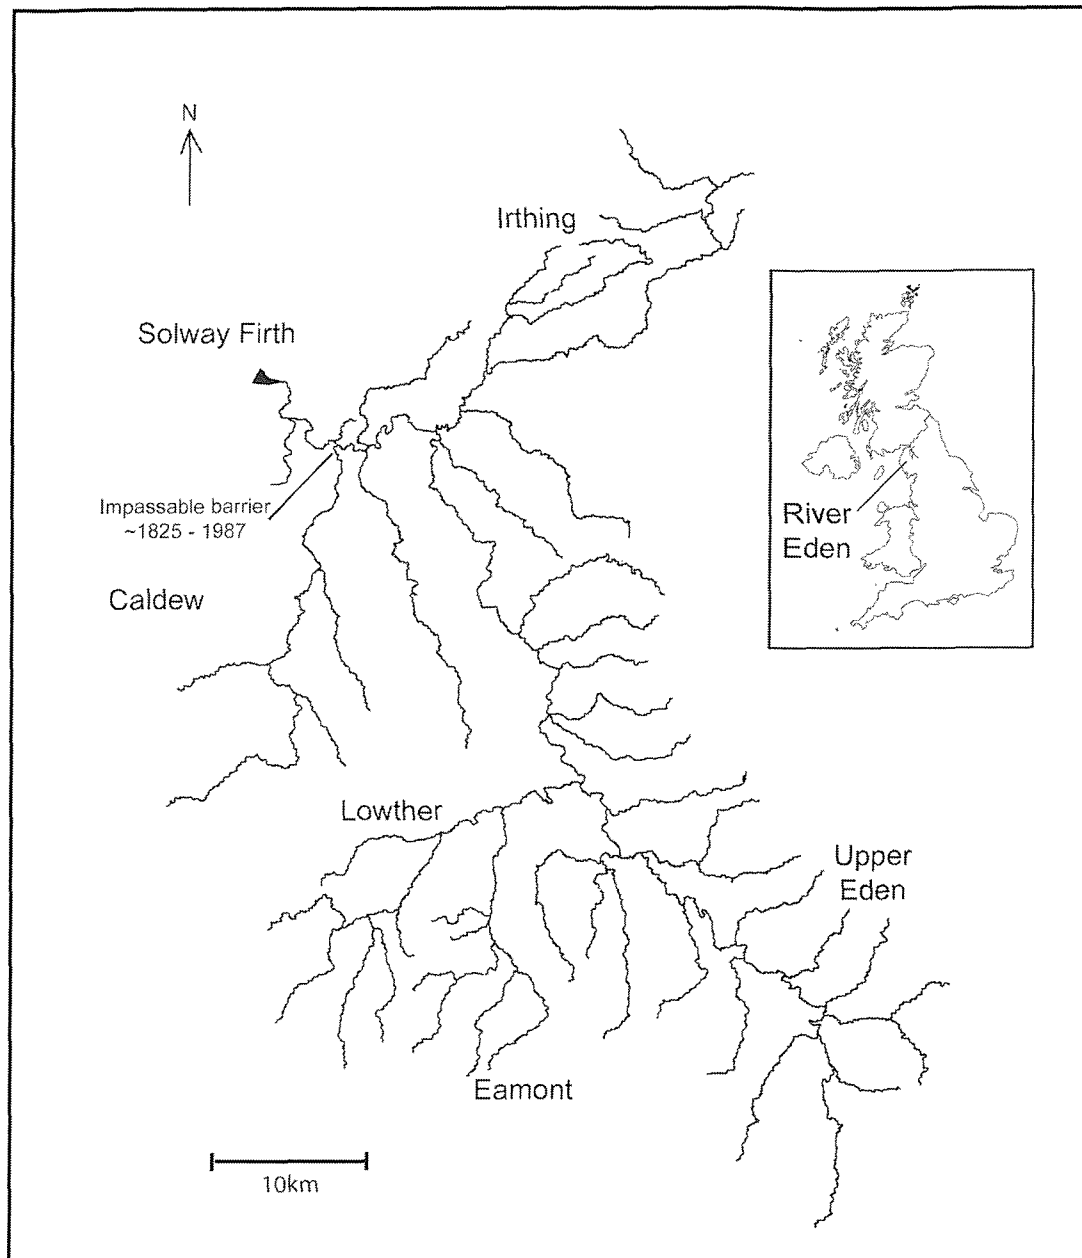 N
Irthing
Solway Firth
Impassable barrier
~1825 - 1987
River
Eden
Caldew
Lowther
Upper
Eden
Eamont
10km